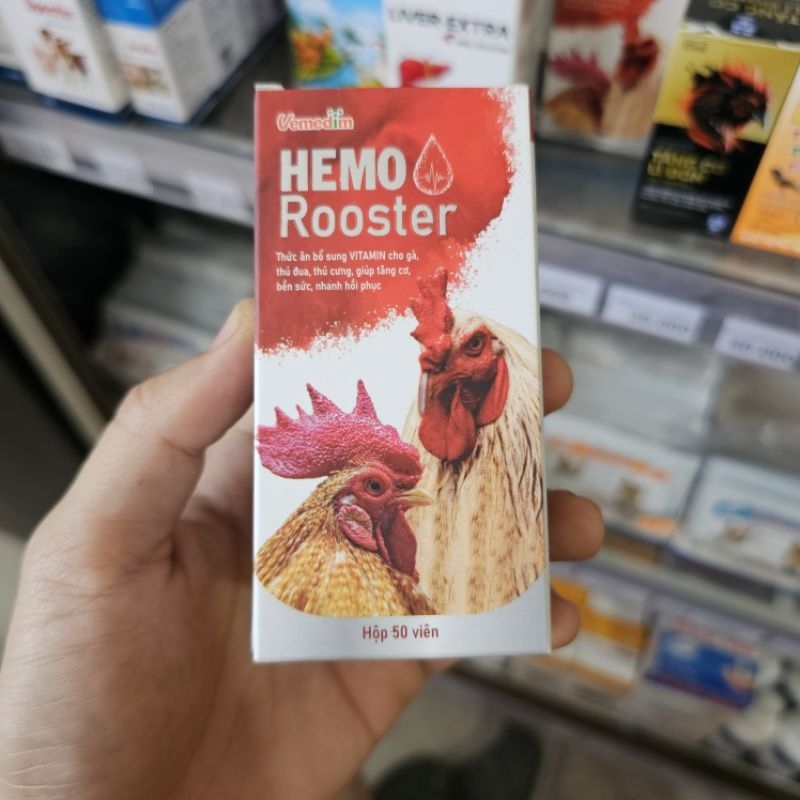 LIVER EXTRA
Vemedim
HEMO
Rooster
Thức ăn bổ sung VITAMIN cho gà,
thú đua, thú cưng, giúp tăng cơ,
bền sức, nhanh hồi phục
Hộp 50 viên